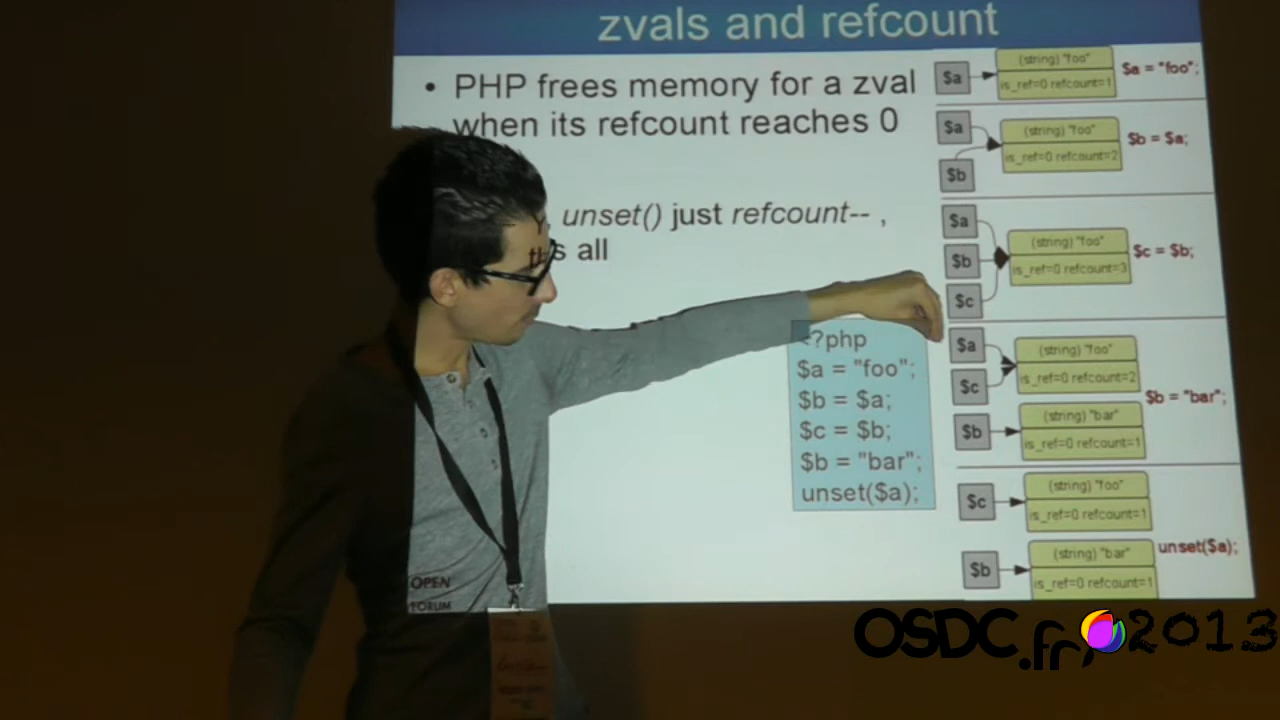 zvals and refcount
• PHP frees memory for a zval
when its refcount reaches 0
unset() just refcount-- ,
all
<?php
$a = "foo";
$b = $a;
$c = $b;
$b = "bar";
unset($a);
$a
(string) "foo"
is_ref=0 refcount=1
$a = "foo";
$a
$b
(string) "foo"
is_ref=0 refcount=2
$b = $a;
$a
$b
$c
(string) "foo"
is_ref=0 refcount=3
$c = $b;
$a
$c
(string) "foo"
is_ref=0 refcount=2
$b
(string) "bar"
is_ref=0 refcount=1
$b = "bar";
$c
(string) "foo"
is_ref=0 refcount=1
$b
(string) "bar"
is_ref=0 refcount=1
unset($a);
OPEN
FORUM
OSDC.fr 2013